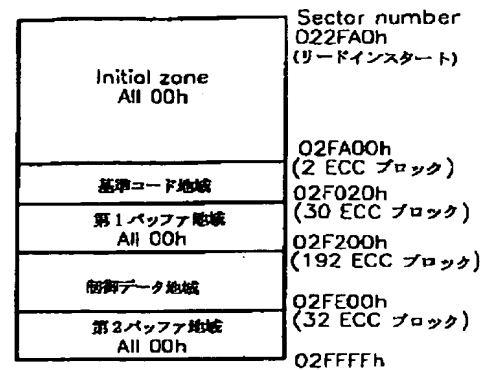 Sector number
022FA0h
(リードインスタート)
Initial zone
All 00h
02FA00h
(2 ECC ブロック)
基準コード地域
02F020h
(30 ECC ブロック)
第1バッファ地域
All 00h
02F200h
(192 ECC ブロック)
制御データ地域
02FE00h
(32 ECC ブロック)
第2バッファ地域
All 00h
02FFFFh